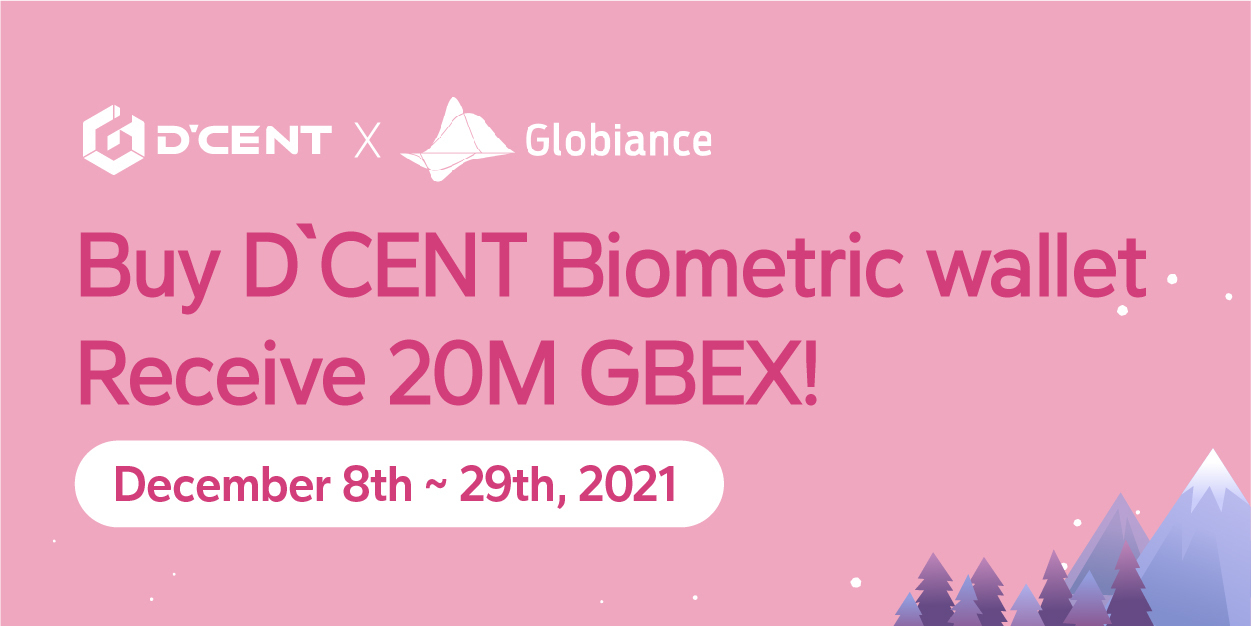 D'CENT X Globiance
Buy D`CENT Biometric wallet
Receive 20M GBEX!
December 8th ~ 29th, 2021